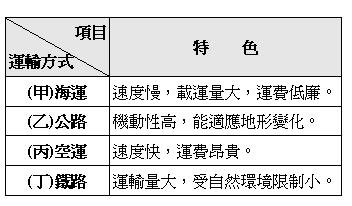 項目
運輸方式
特 色
(甲)海運 速度慢，載運量大，運費低廉。
(乙)公路 機動性高，能適應地形變化。
(丙)空運 速度快，運費昂貴。
(丁)鐵路 運輸量大，受自然環境限制小。